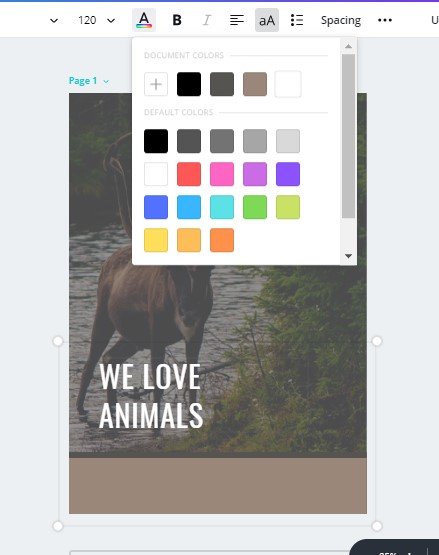 120 A B I aA Spacing
DOCUMENT COLORS
Page 1
DEFAULT COLORS
WE LOVE
ANIMALS